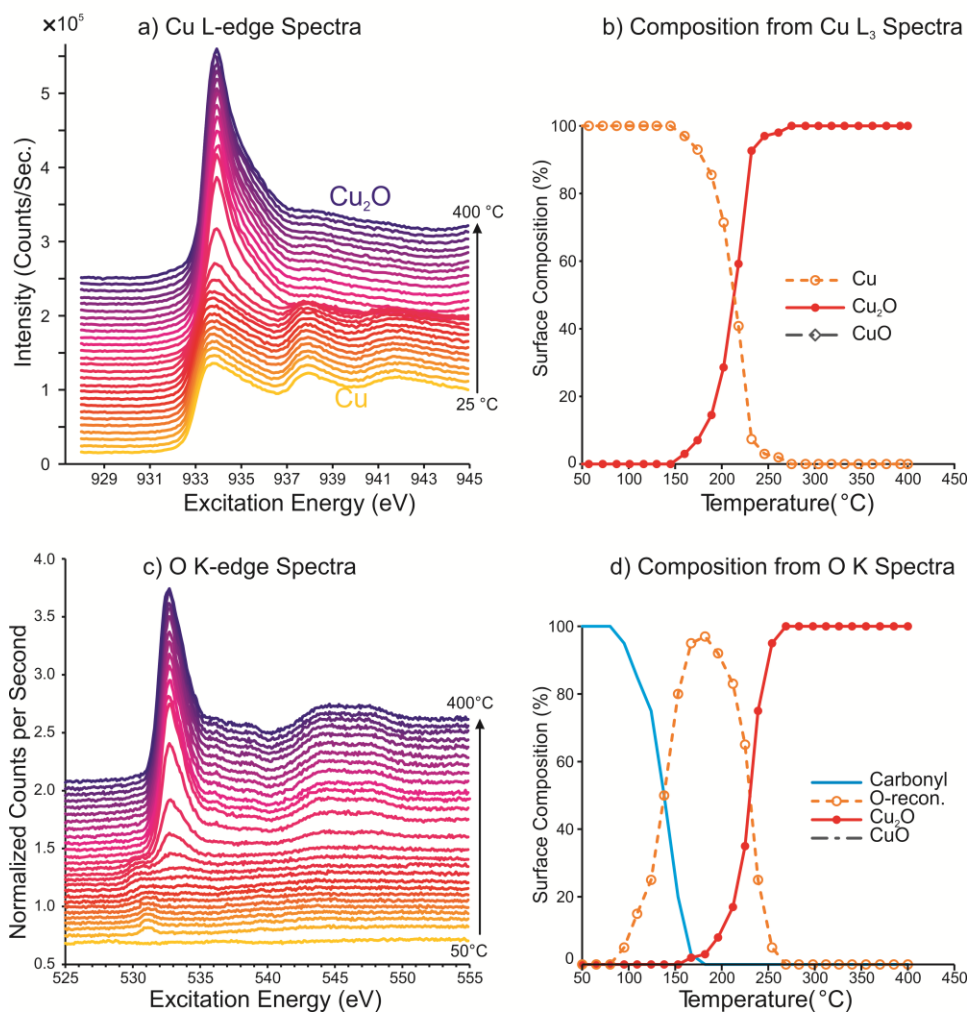 ×10⁵
a) Cu L-edge Spectra
5
4
3
2
1
0
Intensity (Counts/Sec.)
Cu₂O
400 °C
Cu
25 °C
929 931 933 935 937 939 941 943 945
Excitation Energy (eV)
b) Composition from Cu L₃ Spectra
100
80
60
40
20
0
Surface Composition (%)
Cu
Cu₂O
CuO
50 100 150 200 250 300 350 400 450
Temperature(°C)
c) O K-edge Spectra
4.0
3.5
3.0
2.5
2.0
1.5
1.0
0.5
Normalized Counts per Second
400°C
50°C
525 530 535 540 545 550 555
Excitation Energy (eV)
d) Composition from O K Spectra
100
80
60
40
20
0
Surface Composition (%)
Carbonyl
O-recon.
Cu₂O
CuO
50 100 150 200 250 300 350 400 450
Temperature(°C)